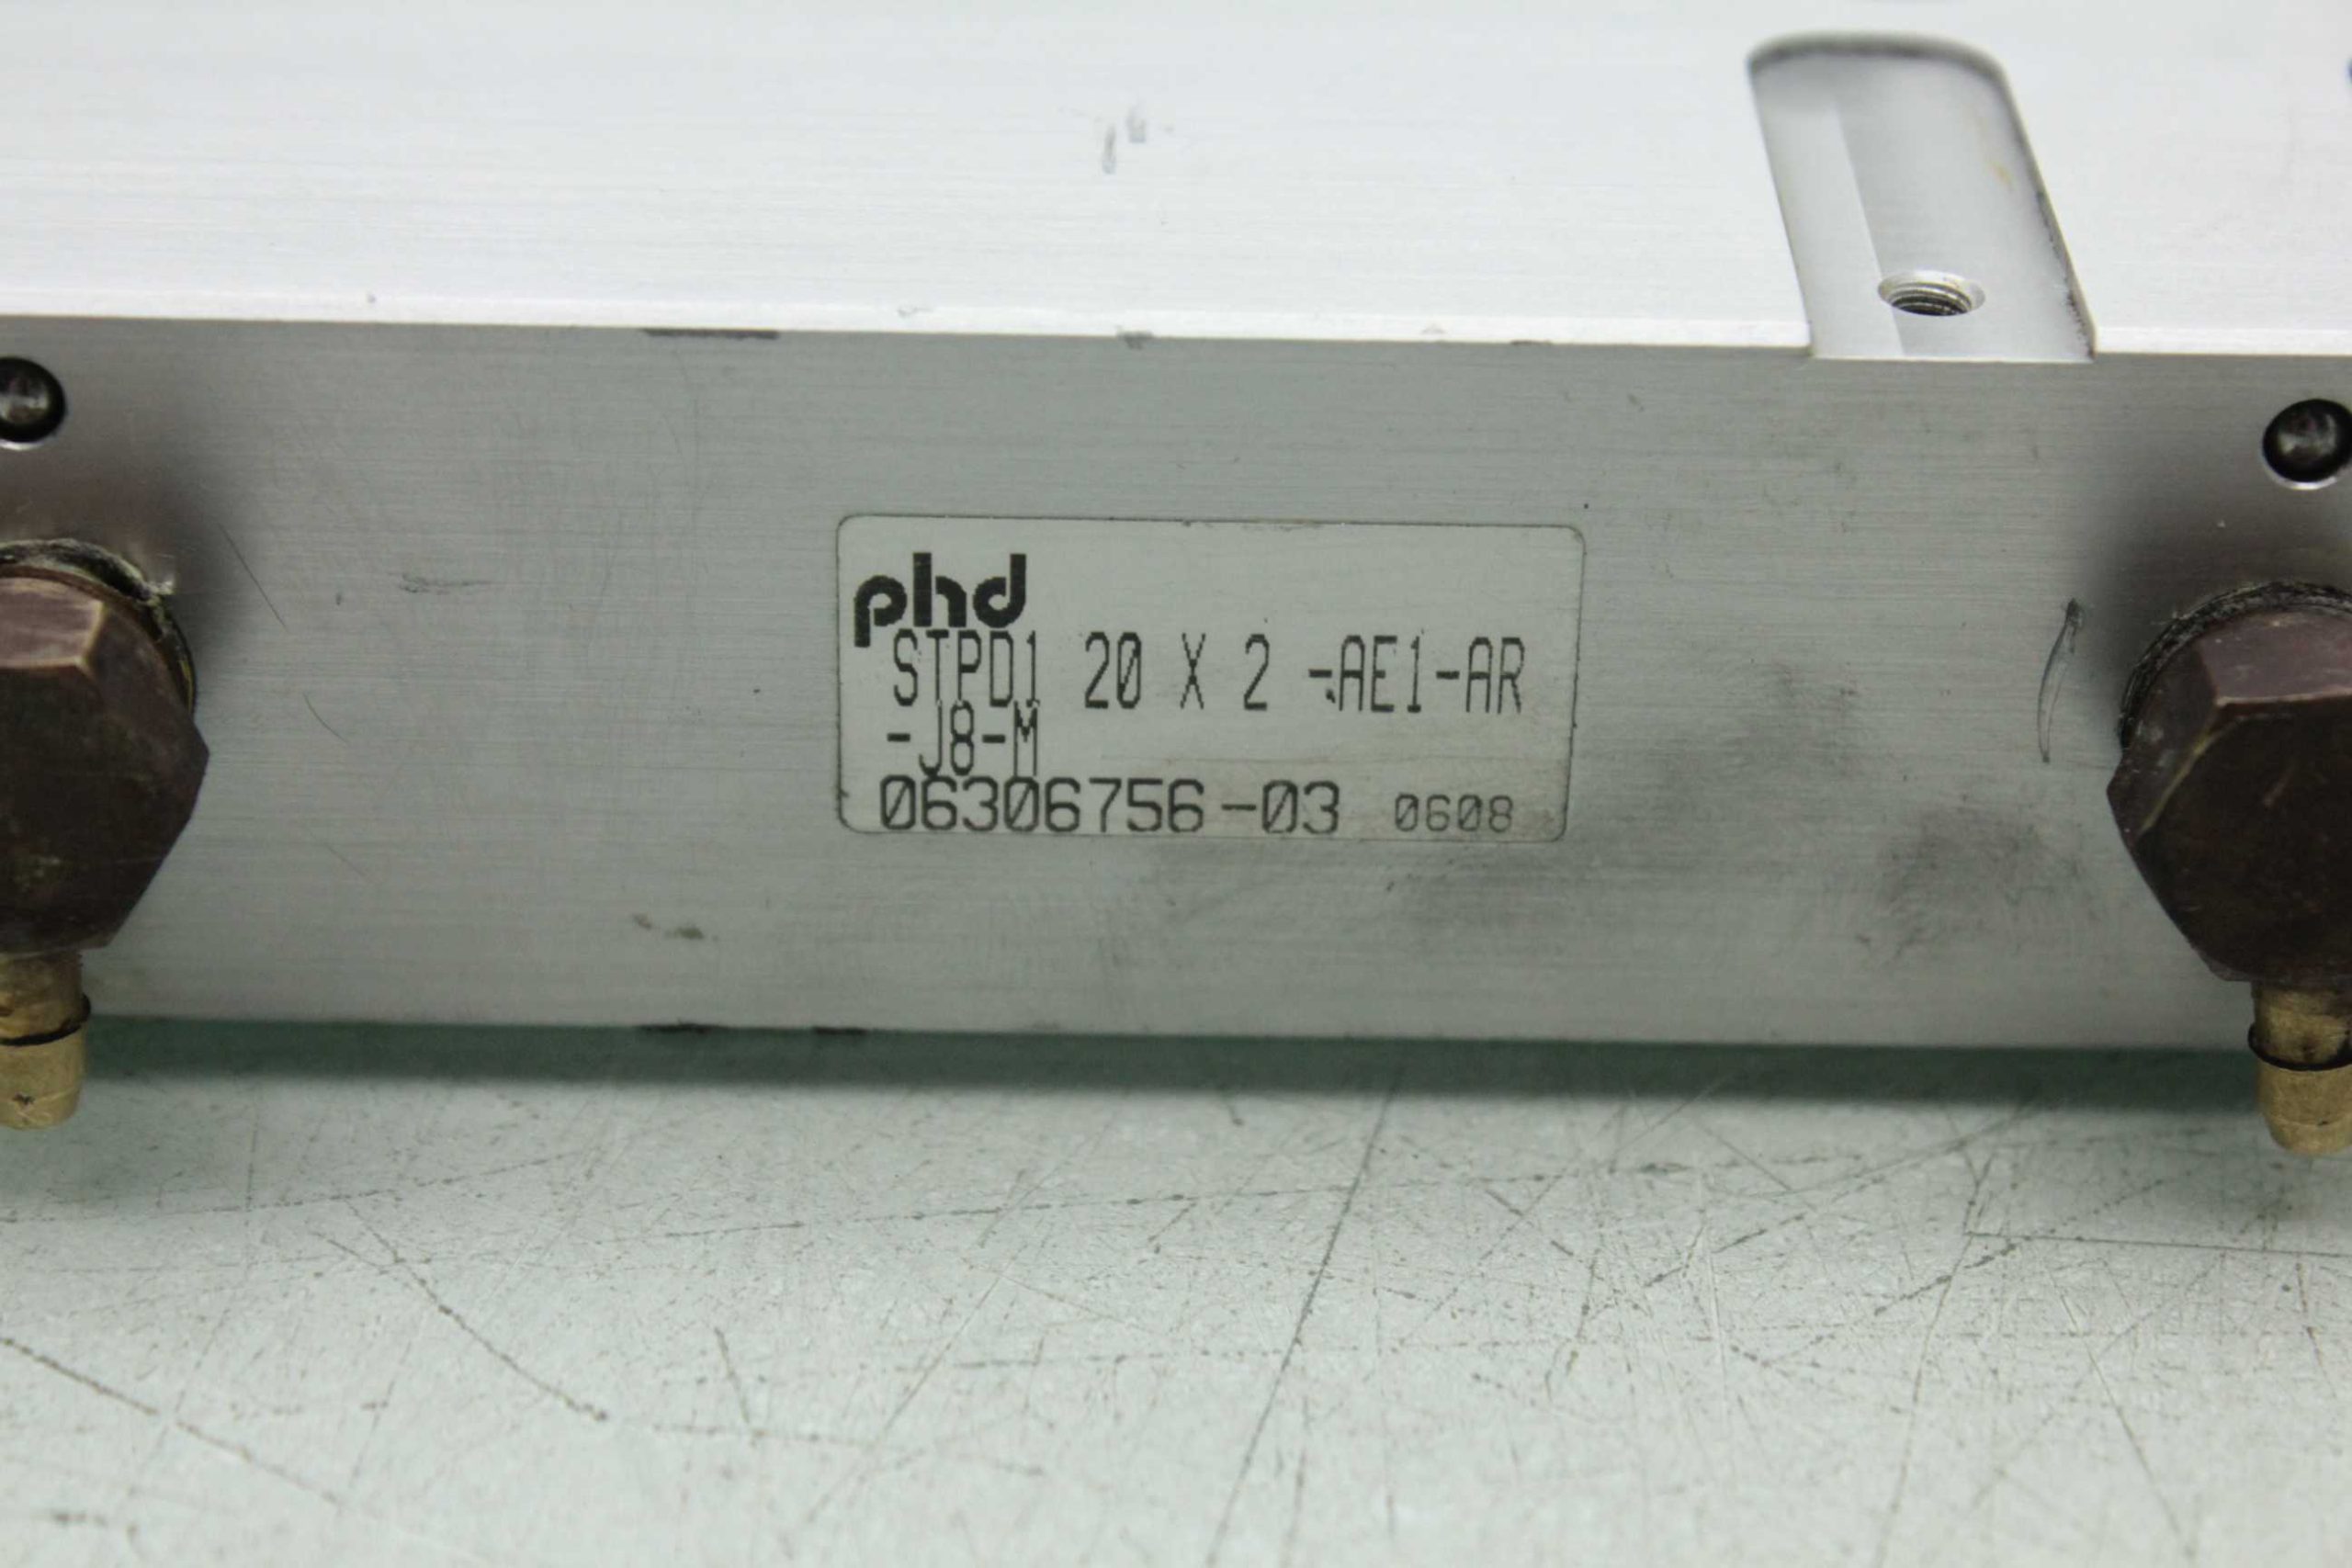 phd
STPD1 20 X 2 -AE1-AR
-J8-M
06306756-03 0608